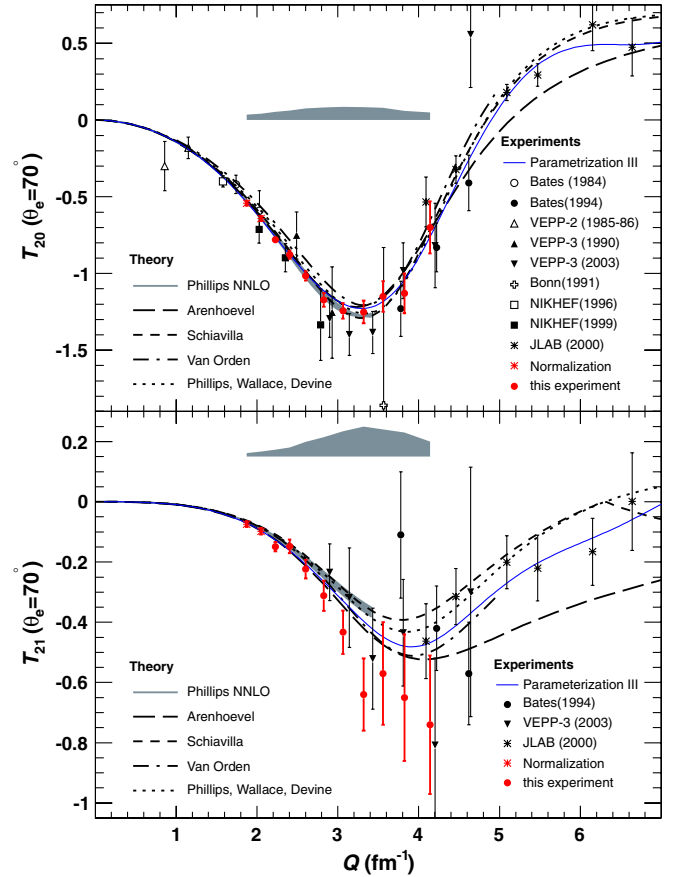 0.5
0
-0.5
-1
-1.5
T20 (θe=70°)
Theory
Phillips NNLO
Arenhoevel
Schiavilla
Van Orden
Phillips, Wallace, Devine
Experiments
Parametrization III
Bates (1984)
Bates(1994)
VEPP-2 (1985-86)
VEPP-3 (1990)
VEPP-3 (2003)
Bonn(1991)
NIKHEF(1996)
NIKHEF(1999)
JLAB (2000)
Normalization
this experiment
0.2
0
-0.2
-0.4
-0.6
-0.8
-1
T21 (θe=70°)
Theory
Phillips NNLO
Arenhoevel
Schiavilla
Van Orden
Phillips, Wallace, Devine
Experiments
Parameterization III
Bates(1994)
VEPP-3 (2003)
JLAB (2000)
Normalization
this experiment
1 2 3 4 5 6
Q (fm-1)